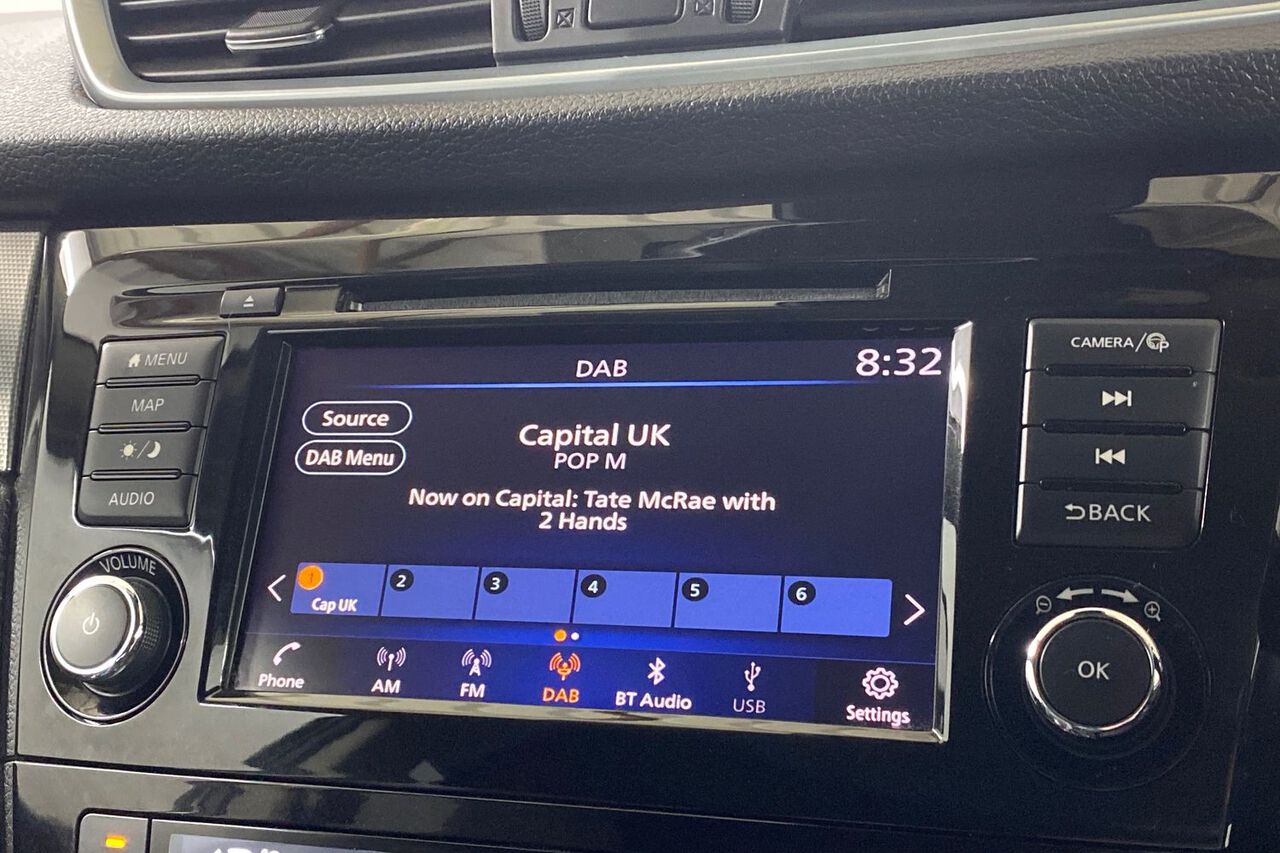 MENU
MAP
AUDIO
VOLUME
DAB
8:32
Source
DAB Menu
Capital UK
POP M
Now on Capital: Tate McRae with
2 Hands
1
Cap UK
2
3
4
5
6
Phone
AM
FM
DAB
BT Audio
USB
Settings
CAMERA/
BACK
OK